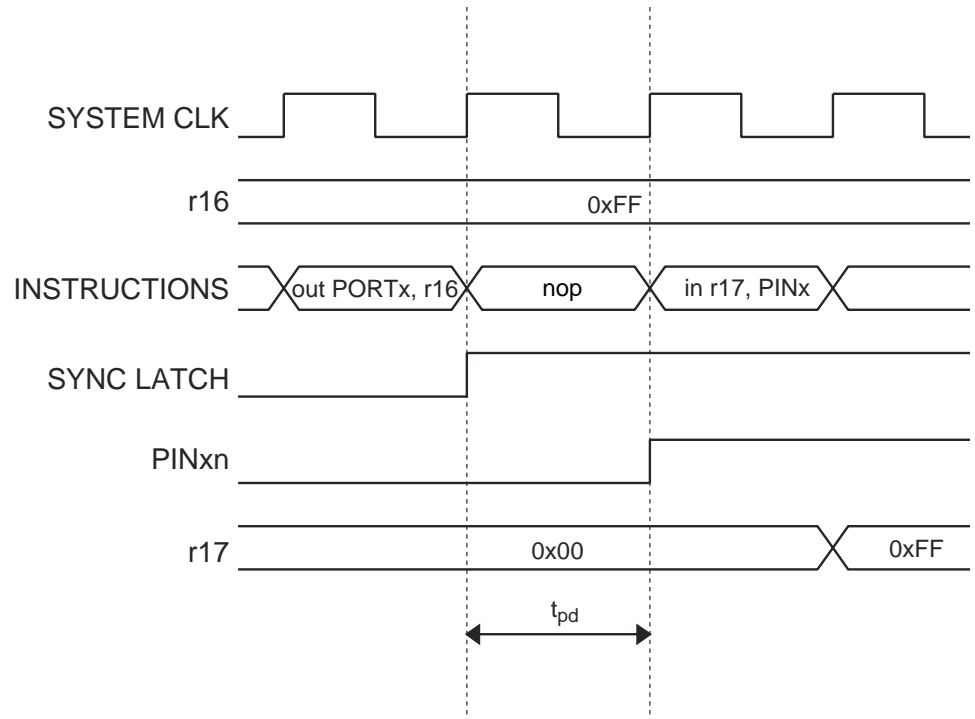 SYSTEM CLK
r16
0xFF
INSTRUCTIONS
out PORTx, r16
nop
in r17, PINx
SYNC LATCH
PINxn
r17
0x00
0xFF
tpd